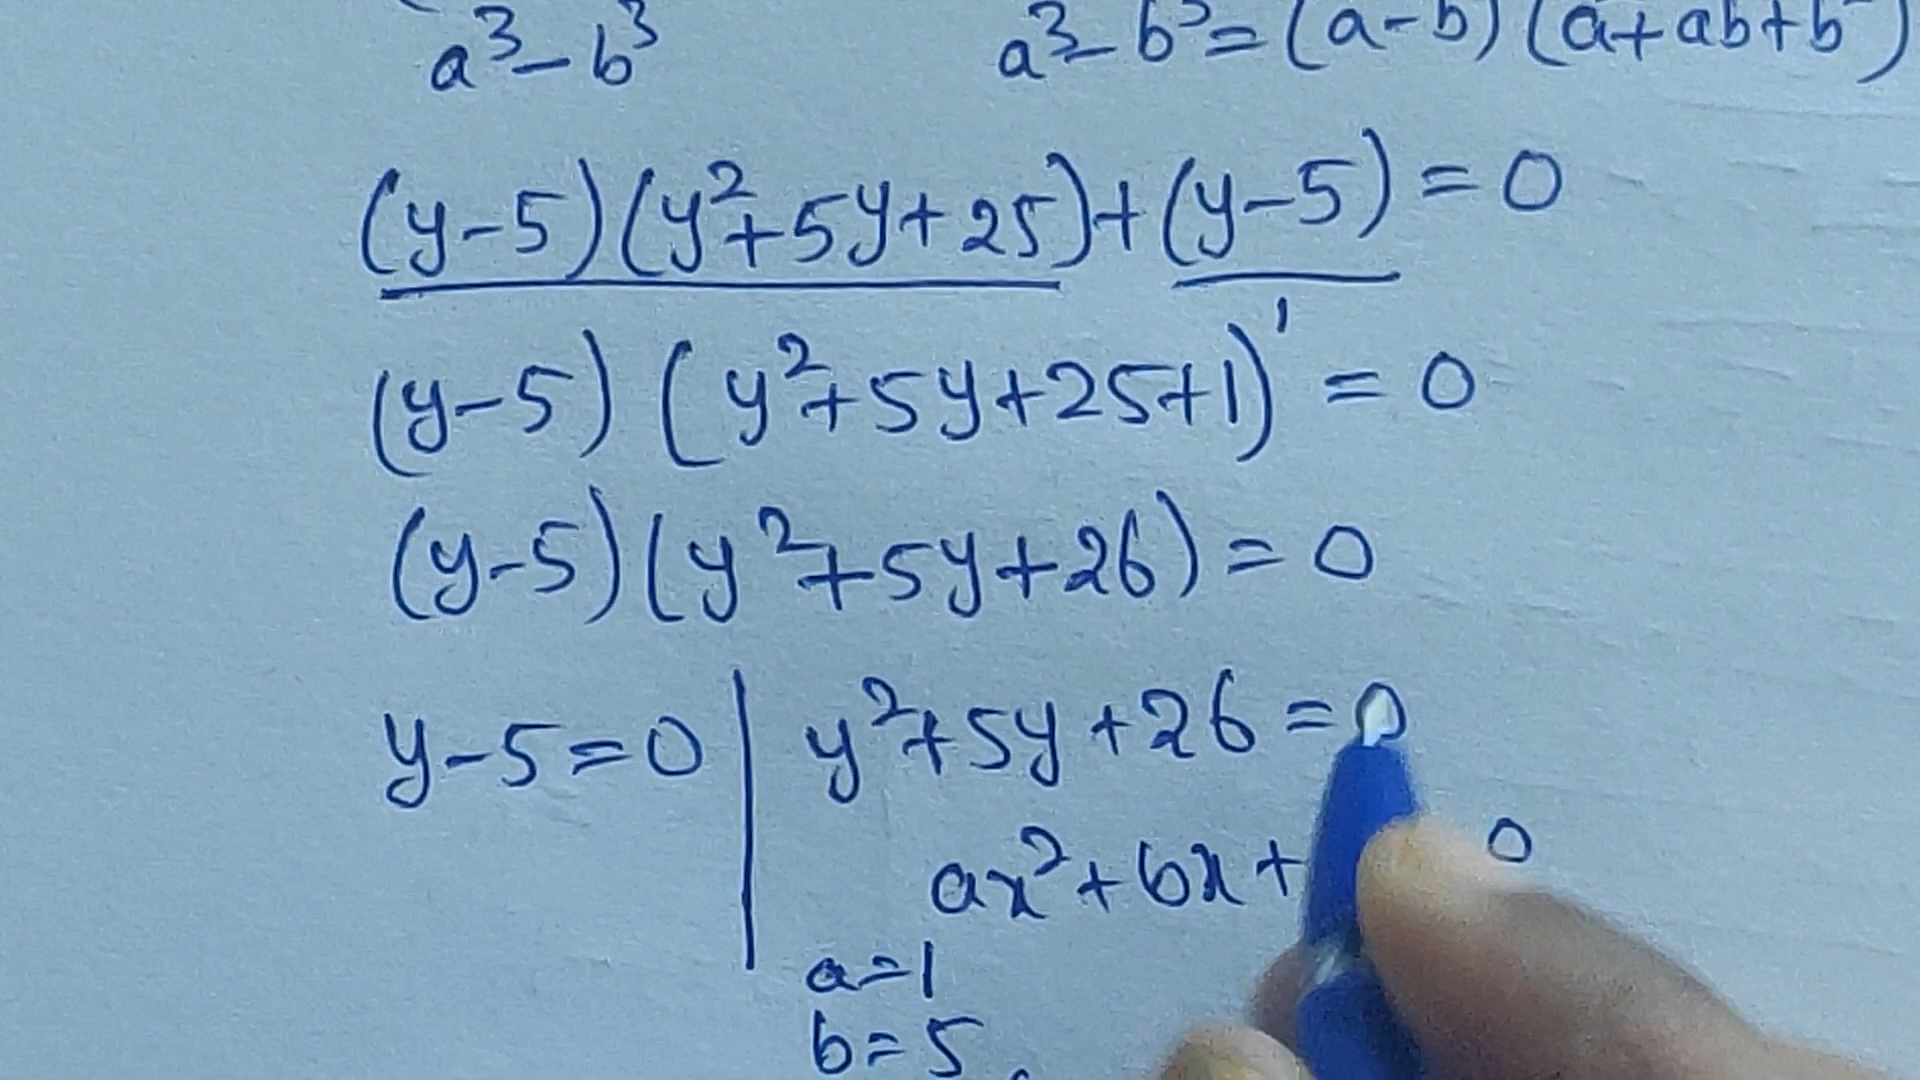 a³-b³ a³-b³=(a-b)(a+ab+b
(y-5)(y²+5y+25)+(y-5)=0
(y-5)(y²+5y+25+1)=0
(y-5)(y²+5y+26)=0
y-5=0 | y²+5y+26=0
ax²+bx+ 0
a=1
b=5